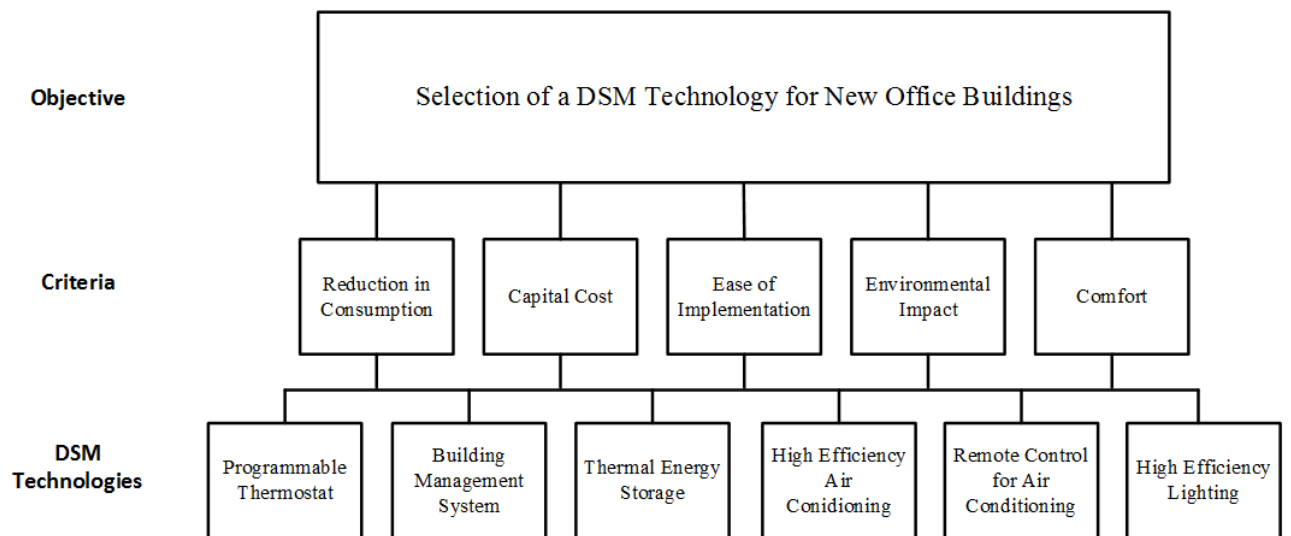 Objective
Selection of a DSM Technology for New Office Buildings
Criteria
Reduction in
Consumption
Capital Cost
Ease of
Implementation
Environmental
Impact
Comfort
DSM
Technologies
Programmable
Thermostat
Building
Management
System
Thermal Energy
Storage
High Efficiency
Air
Conidioning
Remote Control
for Air
Conditioning
High Efficiency
Lighting